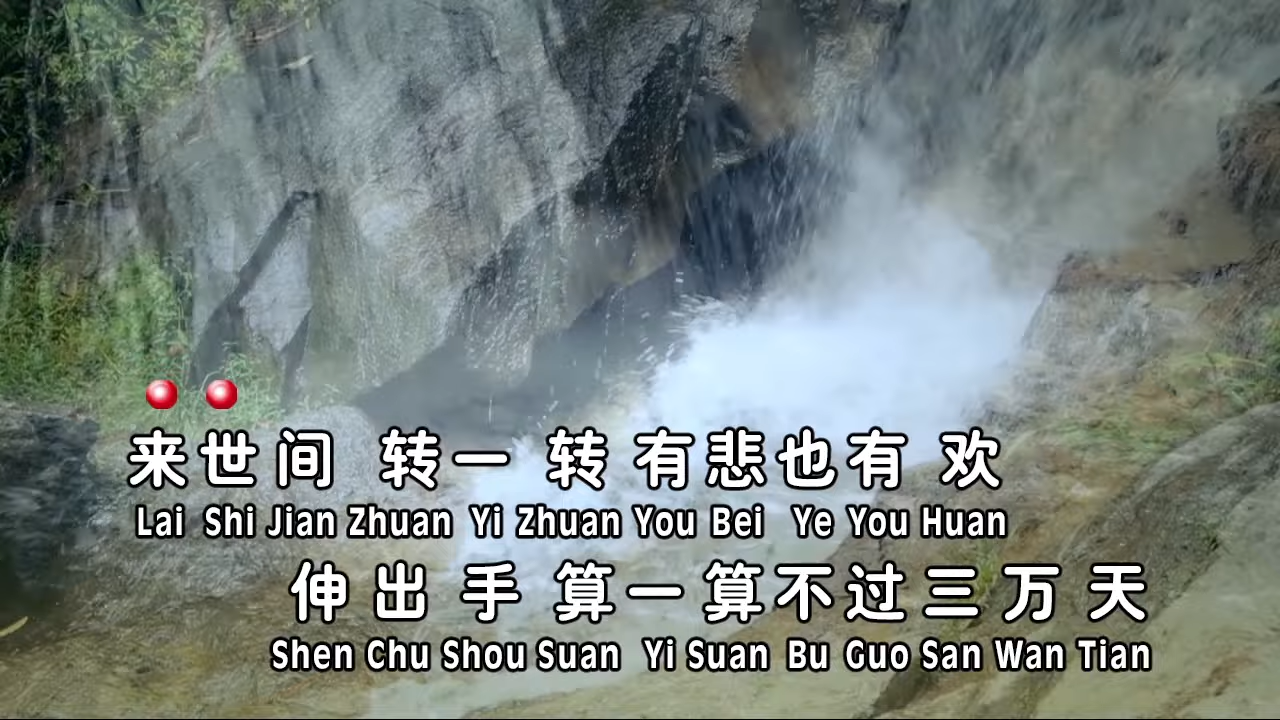 来世间 转一 转 有悲也有 欢
Lai Shi Jian Zhuan Yi Zhuan You Bei Ye You Huan
伸出 手 算一 算不过三万 天
Shen Chu Shou Suan Yi Suan Bu Guo San Wan Tian